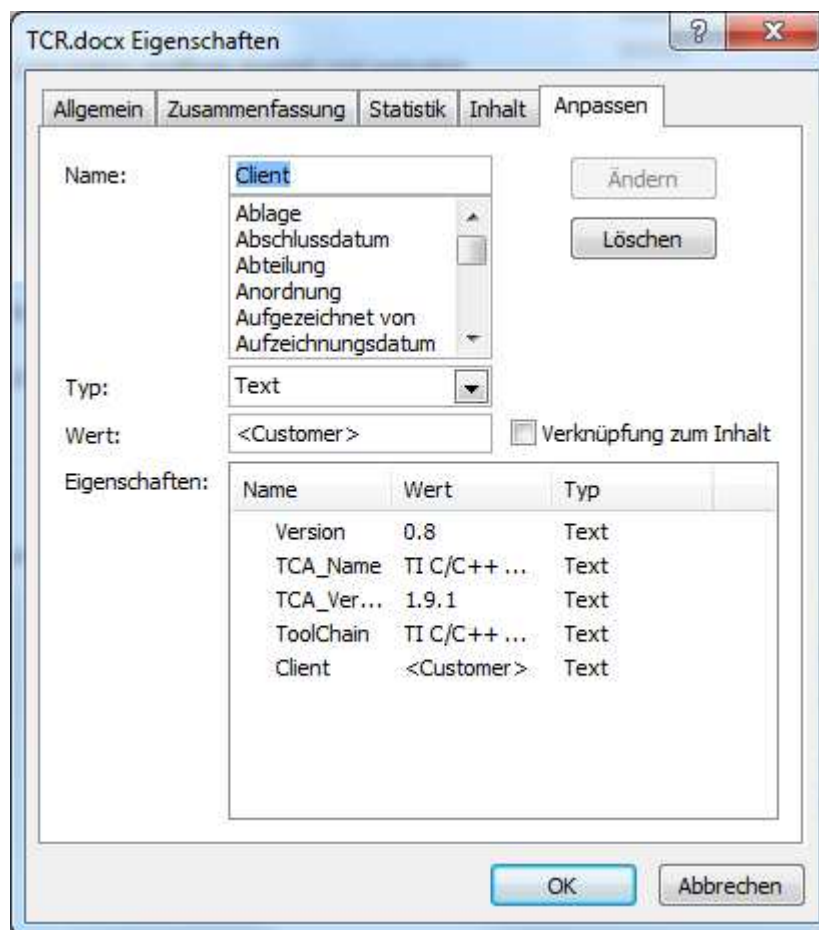 TCR.docx Eigenschaften
Allgemein Zusammenfassung Statistik Inhalt Anpassen
Name: Client Ändern
Ablage
Abschlussdatum Löschen
Abteilung
Anordnung
Aufgezeichnet von
Aufzeichnungsdatum
Typ: Text
Wert: <Customer> Verknüpfung zum Inhalt
Eigenschaften: Name Wert Typ
Version 0.8 Text
TCA_Name TI C/C++ ... Text
TCA_Ver... 1.9.1 Text
ToolChain TI C/C++ ... Text
Client <Customer> Text
OK Abbrechen